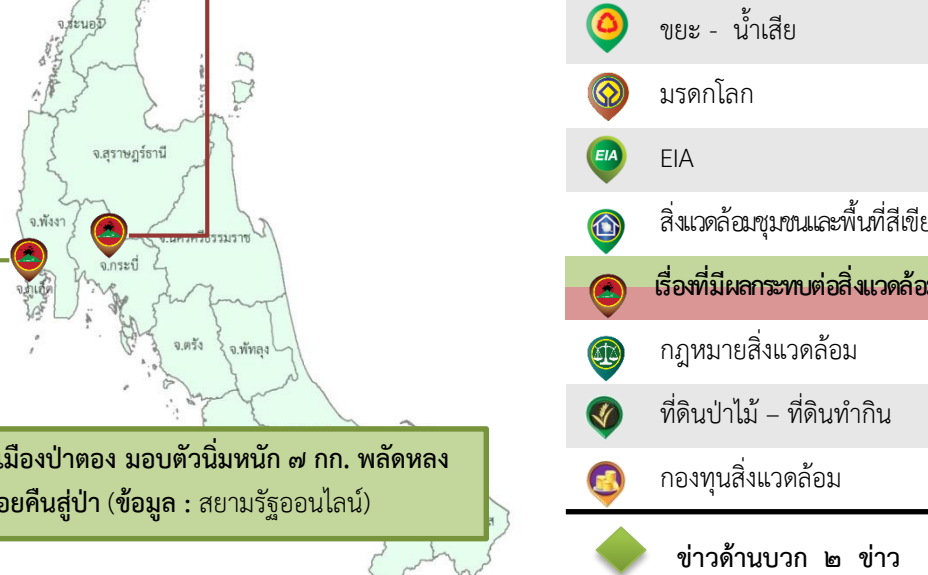 จ.ระนอง
จ.สุราษฎร์ธานี
จ.พังงา
จ.นครศรีธรรมราช
จ.กระบี่
จ.ภูเก็ต
จ.ตรัง
จ.พัทลุง
เมืองป่าตอง มอบตัวนิ่มหนัก ๗ กก. พลัดหลง
อยคืนสู่ป่า (ข้อมูล : สยามรัฐออนไลน์)
ขยะ - น้ำเสีย
มรดกโลก
EIA
EIA
สิ่งแวดล้อมชุมชนและพื้นที่สีเขีย
เรื่องที่มีผลกระทบต่อสิ่งแวดล้อ
กฎหมายสิ่งแวดล้อม
ที่ดินป่าไม้ – ที่ดินทำกิน
กองทุนสิ่งแวดล้อม
ข่าวด้านบวก ๒ ข่าว